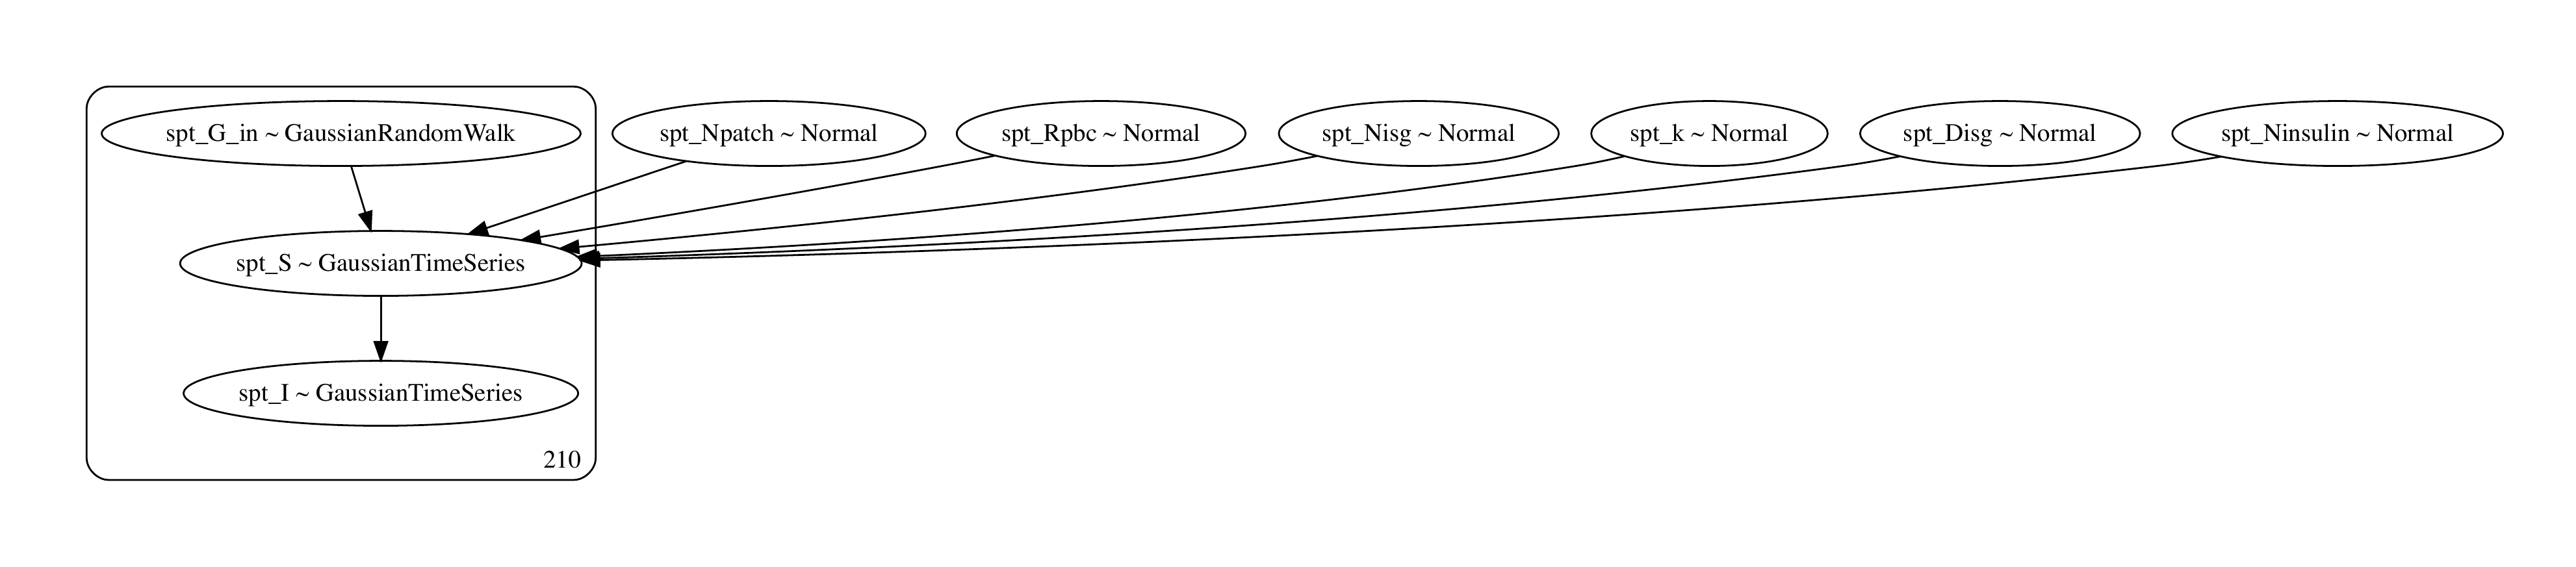 spt_G_in ~ GaussianRandomWalk
spt_Npatch ~ Normal
spt_Rpbc ~ Normal
spt_Nisg ~ Normal
spt_k ~ Normal
spt_Disg ~ Normal
spt_Ninsulin ~ Normal
spt_S ~ GaussianTimeSeries
spt_I ~ GaussianTimeSeries
210